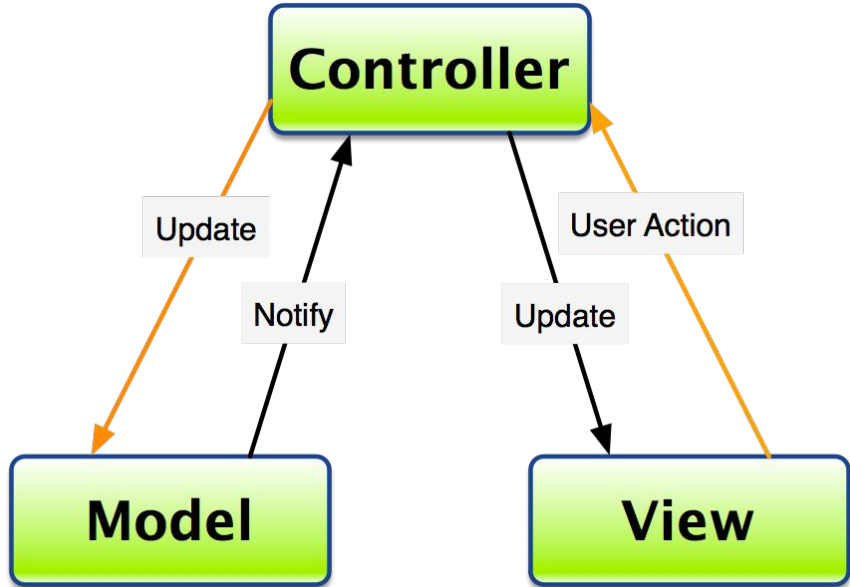 Controller
Update
User Action
Notify
Update
Model
View